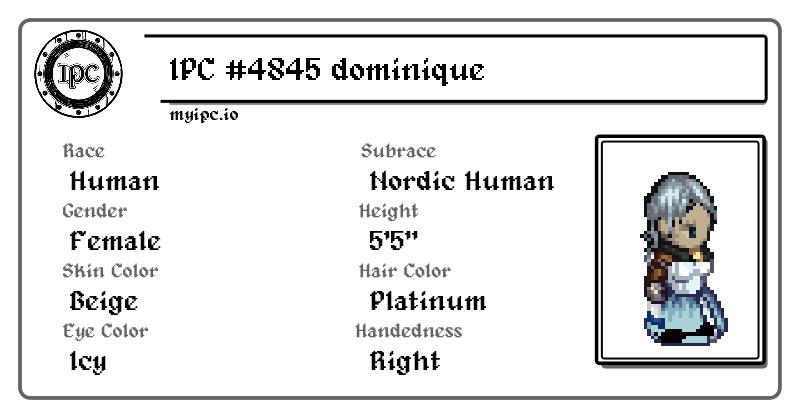 IPC
IPC #4845 dominique
myipc.io
Race
Human
Subrace
Nordic Human
Gender
Female
Height
5'5"
Skin Color
Beige
Hair Color
Platinum
Eye Color
Icy
Handedness
Right